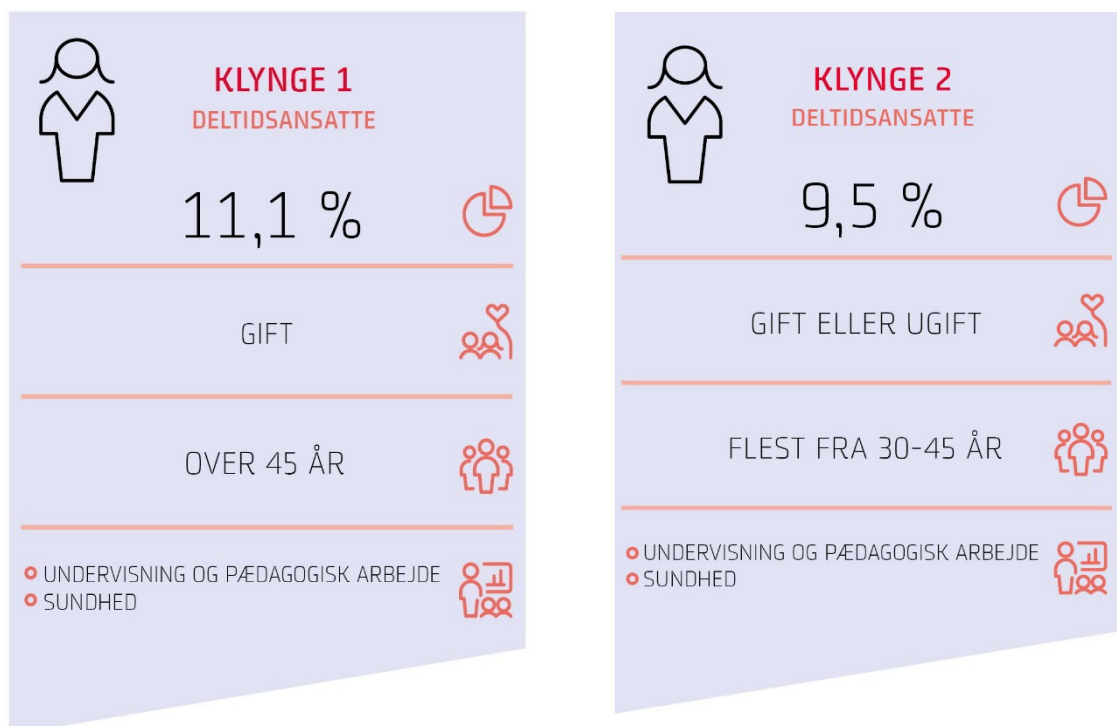 KLYNGE 1
DELTIDSANSATTE
11,1 %
GIFT
OVER 45 ÅR
UNDERVISNING OG PÆDAGOGISK ARBEJDE
SUNDHED
KLYNGE 2
DELTIDSANSATTE
9,5 %
GIFT ELLER UGIFT
FLEST FRA 30-45 ÅR
UNDERVISNING OG PÆDAGOGISK ARBEJDE
SUNDHED